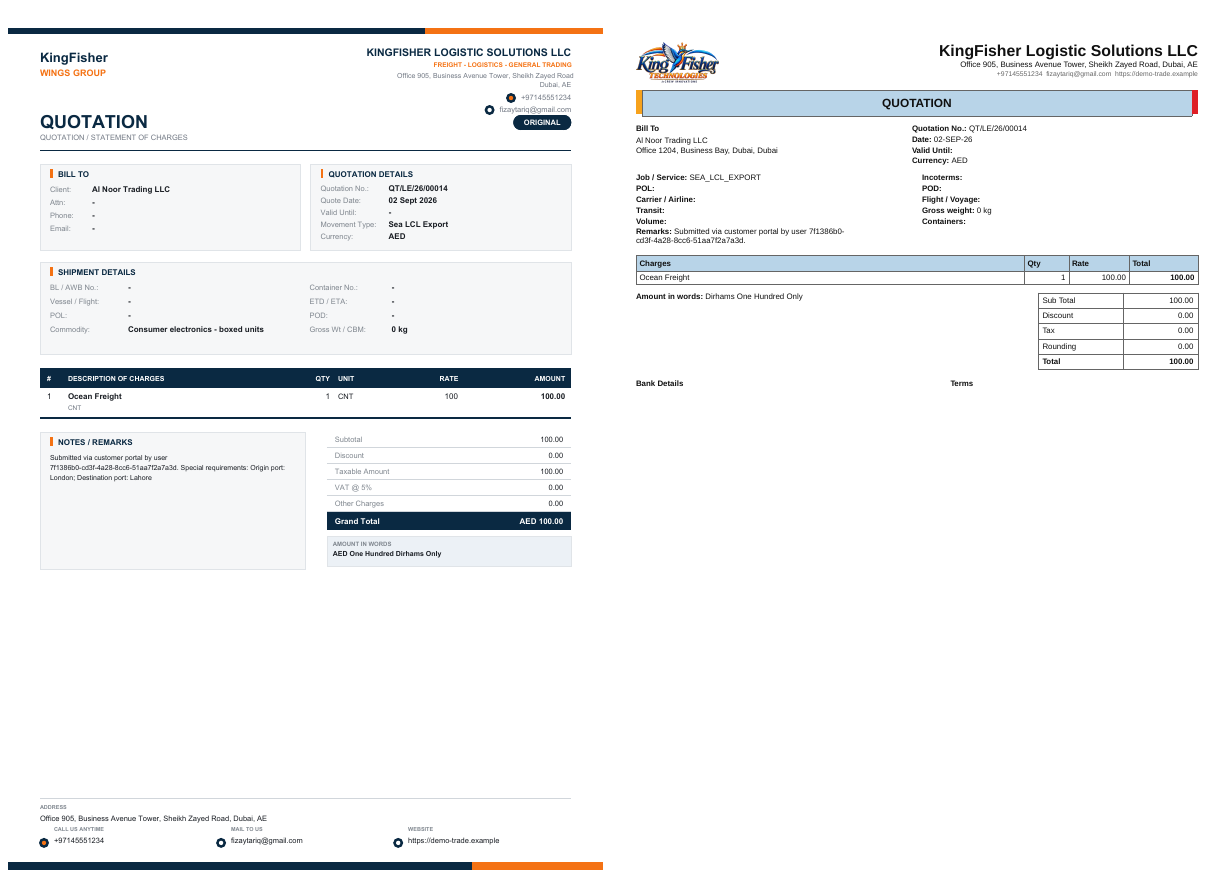 KingFisher
WINGS GROUP
KINGFISHER LOGISTIC SOLUTIONS LLC
FREIGHT - LOGISTICS - GENERAL TRADING
Office 905, Business Avenue Tower, Sheikh Zayed Road
Dubai, AE
+97145551234
fizaytariq@gmail.com
QUOTATION
ORIGINAL
QUOTATION / STATEMENT OF CHARGES
BILL TO
Client: Al Noor Trading LLC
Attn: -
Phone: -
Email: -
QUOTATION DETAILS
Quotation No.: QT/LE/26/00014
Quote Date: 02 Sept 2026
Valid Until: -
Movement Type: Sea LCL Export
Currency: AED
SHIPMENT DETAILS
BL / AWB No.: - Container No.: -
Vessel / Flight: - ETD / ETA: -
POL: - POD: -
Commodity: Consumer electronics - boxed units Gross Wt / CBM: 0 kg
# DESCRIPTION OF CHARGES QTY UNIT RATE AMOUNT
1 Ocean Freight 1 CNT 100 100.00
CNT
NOTES / REMARKS
Submitted via customer portal by user
7f1386b0-cd3f-4a28-8cc6-51aa7f2a7a3d. Special requirements: Origin port:
London; Destination port: Lahore
Subtotal 100.00
Discount 0.00
Taxable Amount 100.00
VAT @ 5% 0.00
Other Charges 0.00
Grand Total AED 100.00
AMOUNT IN WORDS
AED One Hundred Dirhams Only
ADDRESS
Office 905, Business Avenue Tower, Sheikh Zayed Road, Dubai, AE
CALL US ANYTIME MAIL TO US WEBSITE
+97145551234 fizaytariq@gmail.com https://demo-trade.example
King Fisher
TECHNOLOGIES
KingFisher Logistic Solutions LLC
Office 905, Business Avenue Tower, Sheikh Zayed Road, Dubai, AE
+97145551234 fizaytariq@gmail.com https://demo-trade.example
QUOTATION
Bill To
Al Noor Trading LLC
Office 1204, Business Bay, Dubai, Dubai
Quotation No.: QT/LE/26/00014
Date: 02-SEP-26
Valid Until:
Currency: AED
Job / Service: SEA_LCL_EXPORT Incoterms:
POL: POD:
Carrier / Airline: Flight / Voyage:
Transit: Gross weight: 0 kg
Volume: Containers:
Remarks: Submitted via customer portal by user 7f1386b0-
cd3f-4a28-8cc6-51aa7f2a7a3d.
Charges Qty Rate Total
Ocean Freight 1 100.00 100.00
Amount in words: Dirhams One Hundred Only
Sub Total 100.00
Discount 0.00
Tax 0.00
Rounding 0.00
Total 100.00
Bank Details Terms